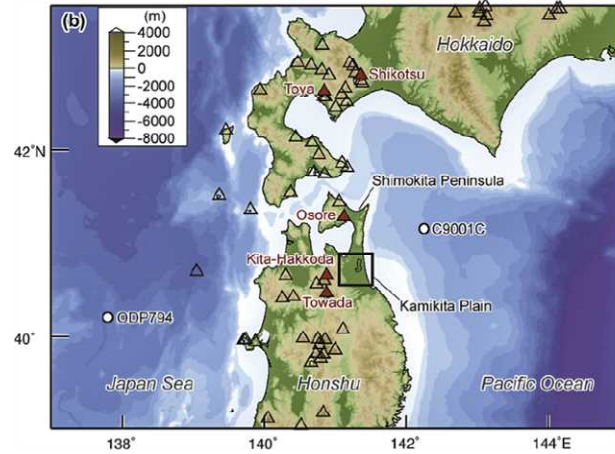 (b)
(m)
4000
2000
0
-2000
-4000
-6000
-8000
Hokkaido
Shikotsu
Toya
42°N
Shimokita Peninsula
Osore
C9001C
Kita-Hakkoda
Kamikita Plain
Towada
ODP794
40°
Japan Sea
Honshu
Pacific Ocean
138°
140°
142°
144°E